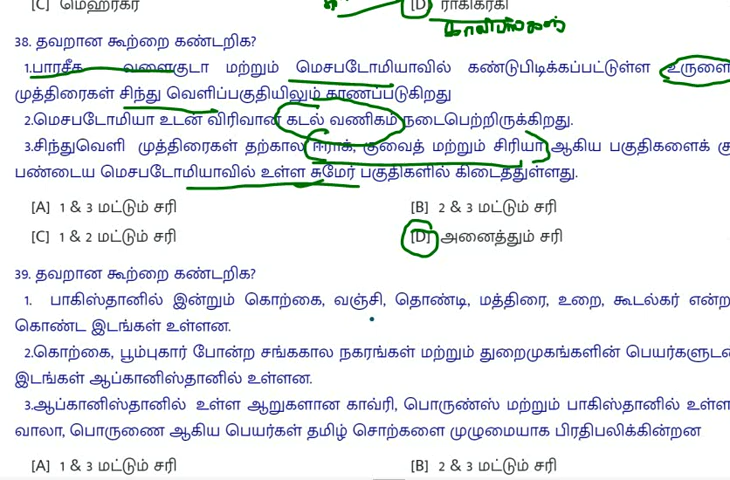 [C] மெஹர்கர் [D] ராகிகர்கி
காலிபங்கன்
38. தவறான கூற்றை கண்டறிக?
1.பாரசீக வளைகுடா மற்றும் மெசபடோமியாவில் கண்டுபிடிக்கப்பட்டுள்ள உருளை
முத்திரைகள் சிந்து வெளிப்பகுதியிலும் காணப்படுகிறது
2.மெசபடோமியா உடன் விரிவான கடல் வணிகம் நடைபெற்றிருக்கிறது.
3.சிந்துவெளி முத்திரைகள் தற்கால ஈராக், குவைத் மற்றும் சிரியா ஆகிய பகுதிகளைக் கு
பண்டைய மெசபடோமியாவில் உள்ள சுமேர் பகுதிகளில் கிடைத்துள்ளது.
[A] 1 & 3 மட்டும் சரி [B] 2 & 3 மட்டும் சரி
[C] 1 & 2 மட்டும் சரி [D] அனைத்தும் சரி
39. தவறான கூற்றை கண்டறிக?
1. பாகிஸ்தானில் இன்றும் கொற்கை, வஞ்சி, தொண்டி, மத்திரை, உறை, கூடல்கர் என்ற
கொண்ட இடங்கள் உள்ளன.
2.கொற்கை, பூம்புகார் போன்ற சங்ககால நகரங்கள் மற்றும் துறைமுகங்களின் பெயர்களுடன்
இடங்கள் ஆப்கானிஸ்தானில் உள்ளன.
3.ஆப்கானிஸ்தானில் உள்ள ஆறுகளான காவ்ரி, பொருண்ஸ் மற்றும் பாகிஸ்தானில் உள்ள
வாலா, பொருணை ஆகிய பெயர்கள் தமிழ் சொற்களை முழுமையாக பிரதிபலிக்கின்றன
[A] 1 & 3 மட்டும் சரி [B] 2 & 3 மட்டும் சரி